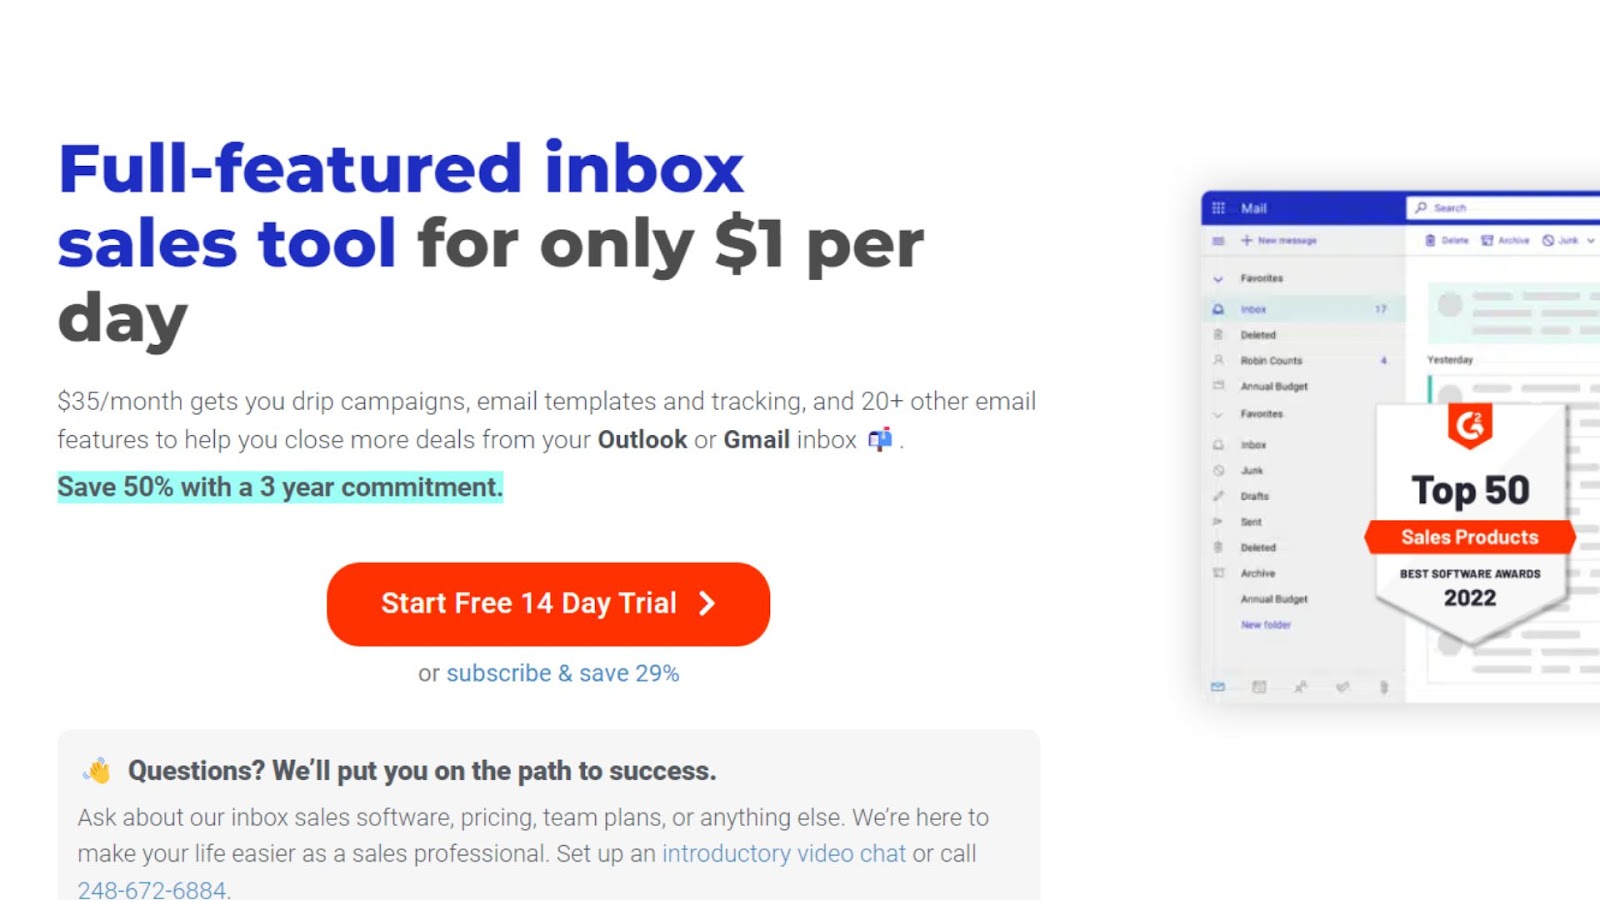 Full-featured inbox
sales tool for only $1 per
day
$35/month gets you drip campaigns, email templates and tracking, and 20+ other email
features to help you close more deals from your Outlook or Gmail inbox 📬 .
Save 50% with a 3 year commitment.
Start Free 14 Day Trial
or subscribe & save 29%
👋 Questions? We’ll put you on the path to success.
Ask about our inbox sales software, pricing, team plans, or anything else. We’re here to
make your life easier as a sales professional. Set up an introductory video chat or call
248-672-6884.
Mail
Search
New message
Delete Archive Junk
Favorites
Inbox 17
Deleted
Robin Counts 4
Annual Budget
Favorites
Inbox
Junk
Drafts
Sent
Deleted
Archive
Annual Budget
New folder
Yesterday
G2
Top 50
Sales Products
BEST SOFTWARE AWARDS
2022